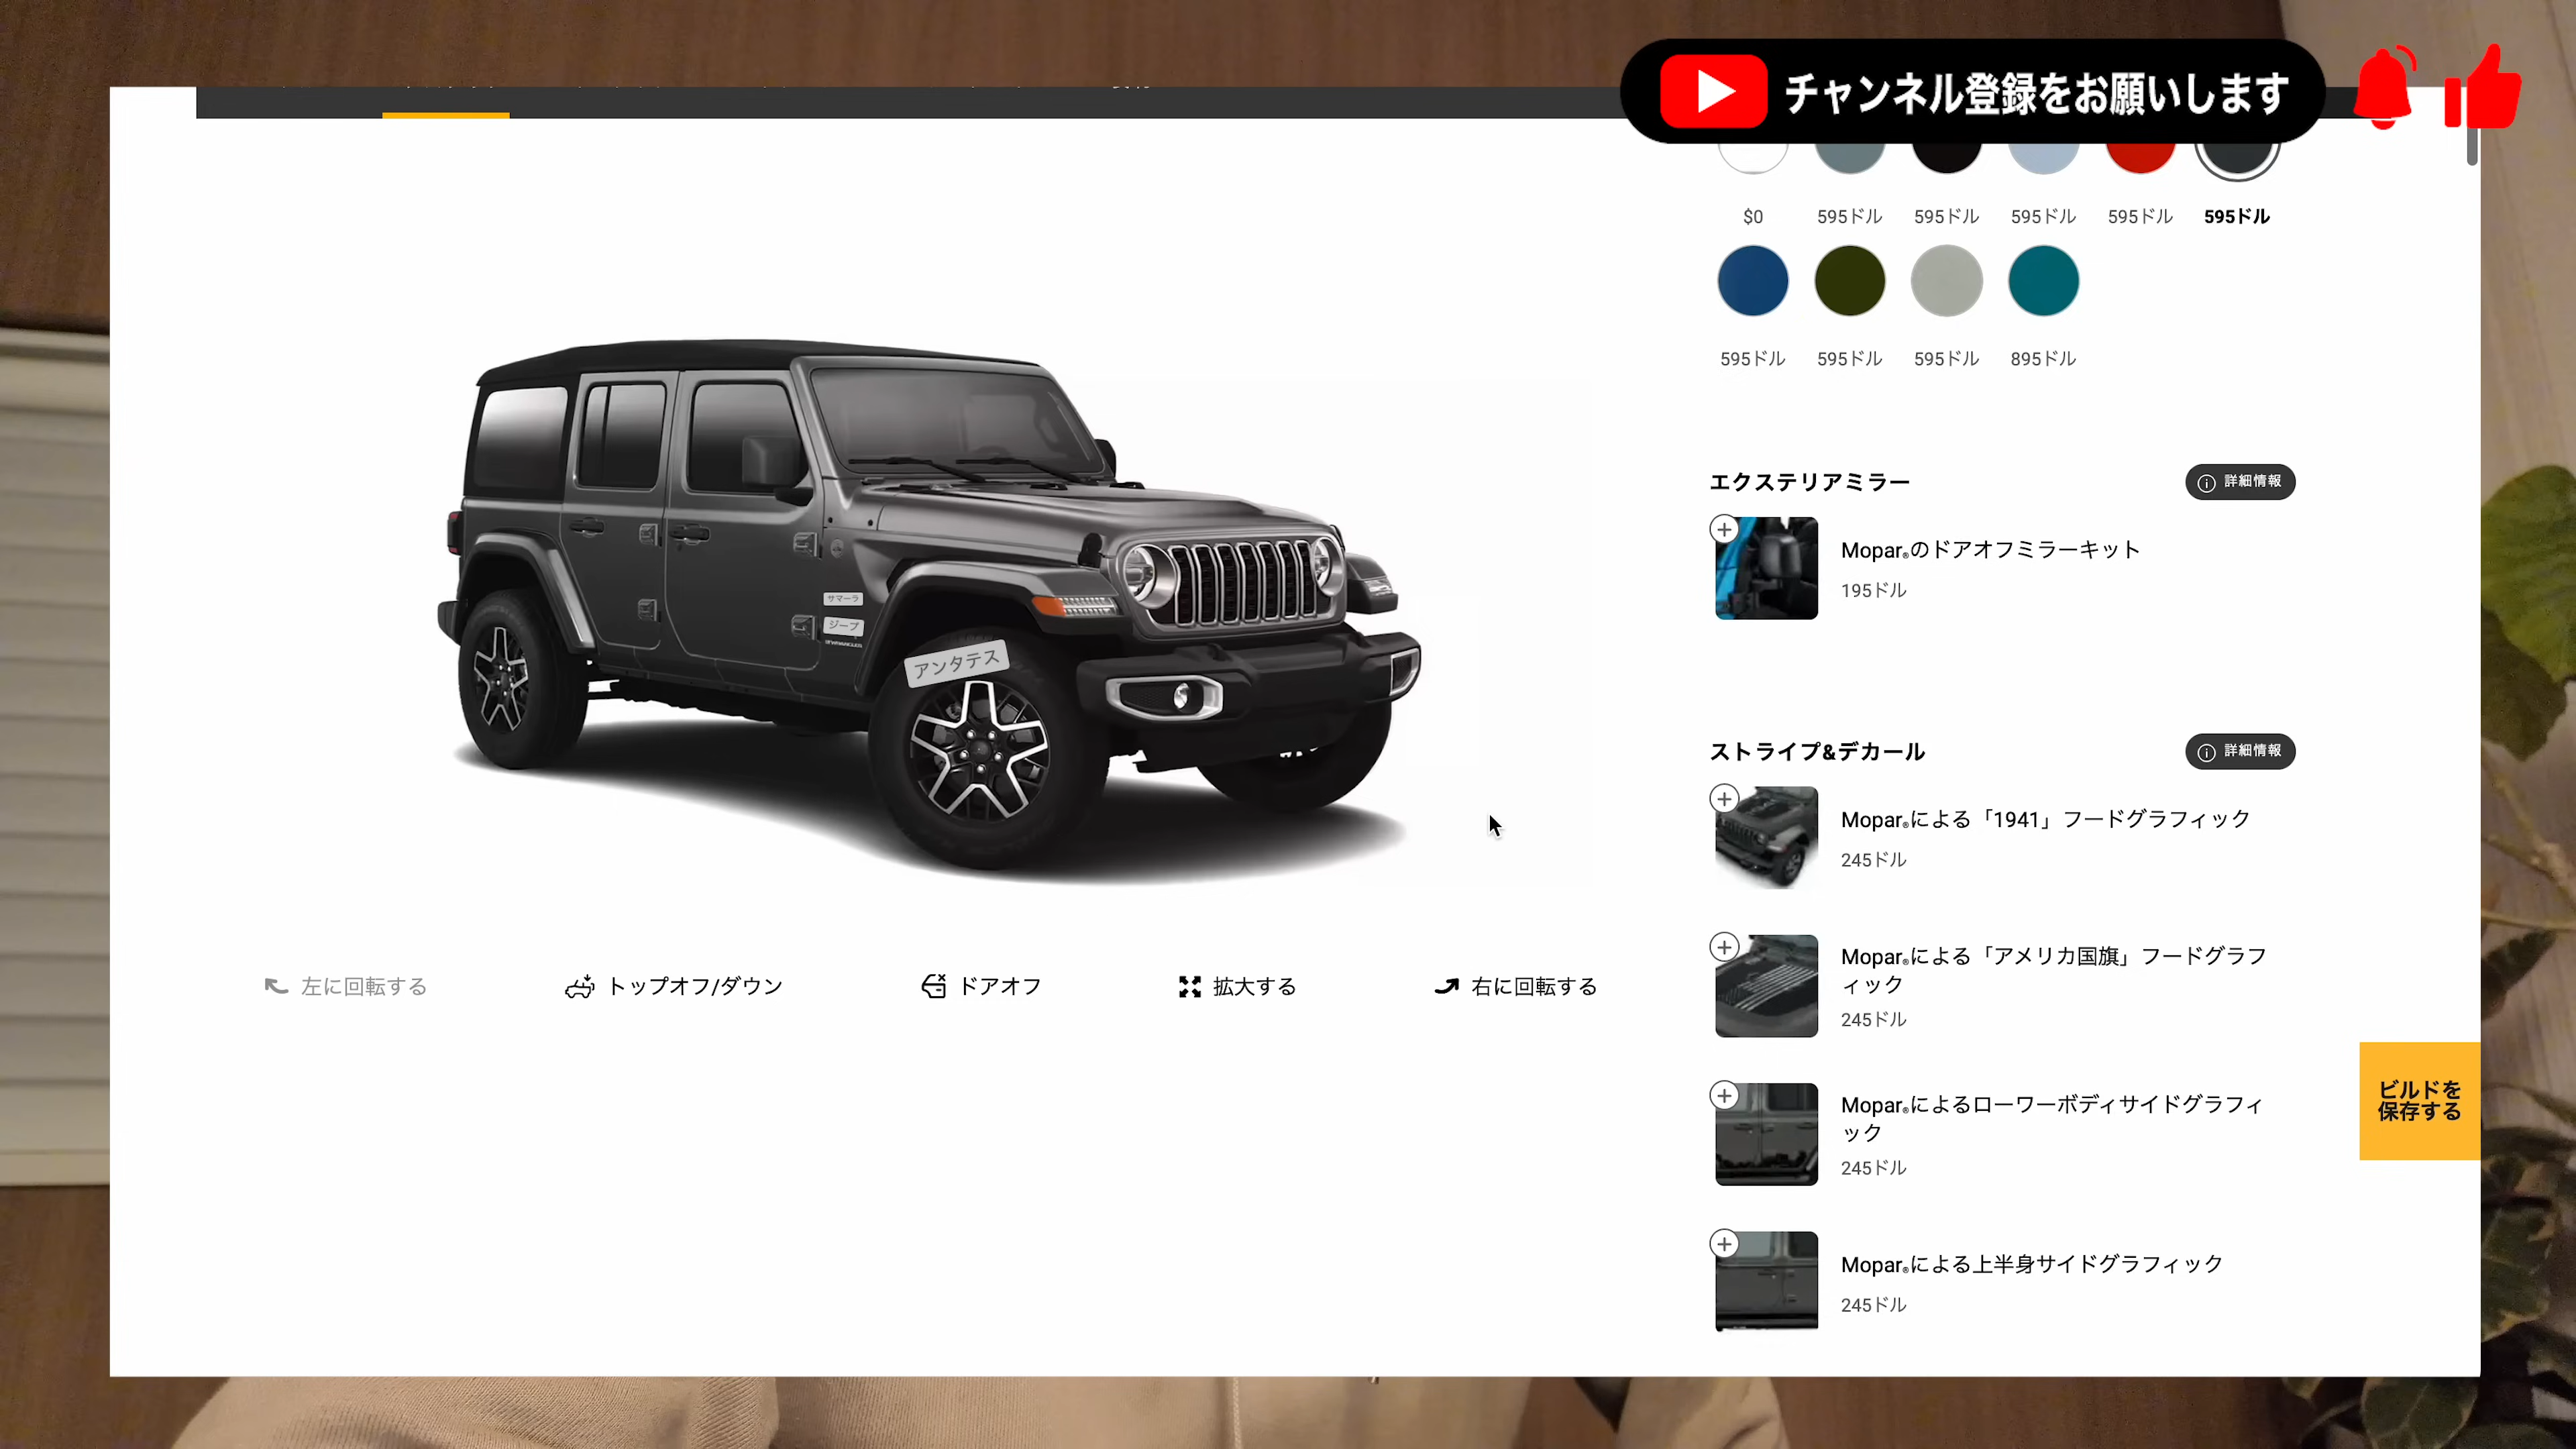 チャンネル登録をお願いします
$0
595ドル
595ドル
595ドル
595ドル
595ドル
595ドル
595ドル
595ドル
895ドル
エクステリアミラー
詳細情報
Mopar®のドアオフミラーキット
195ドル
サマーラ
ジープ
アンタテス
ストライプ&デカール
詳細情報
Mopar®による「1941」フードグラフィック
245ドル
Mopar®による「アメリカ国旗」フードグラフ
ィック
245ドル
左に回転する
トップオフ/ダウン
ドアオフ
拡大する
右に回転する
Mopar®によるローワーボディサイドグラフィ
ック
245ドル
ビルドを
保存する
Mopar®による上半身サイドグラフィック
245ドル